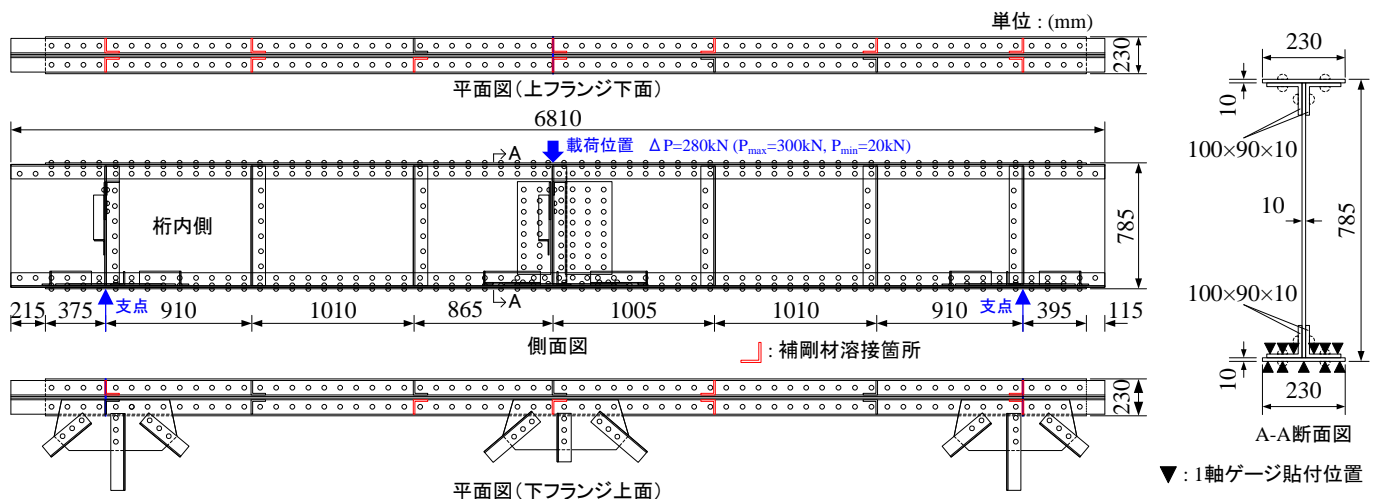 単位 : (mm)
230
平面図(上フランジ下面)
6810
A
載荷位置 ΔP=280kN (Pmax=300kN, Pmin=20kN)
桁内側
785
A
215
375
支点
910
1010
865
1005
1010
910
支点
395
115
側面図
: 補剛材溶接箇所
230
平面図(下フランジ上面)
230
10
100×90×10
10
785
100×90×10
10
230
A-A断面図
▼ : 1軸ゲージ貼付位置